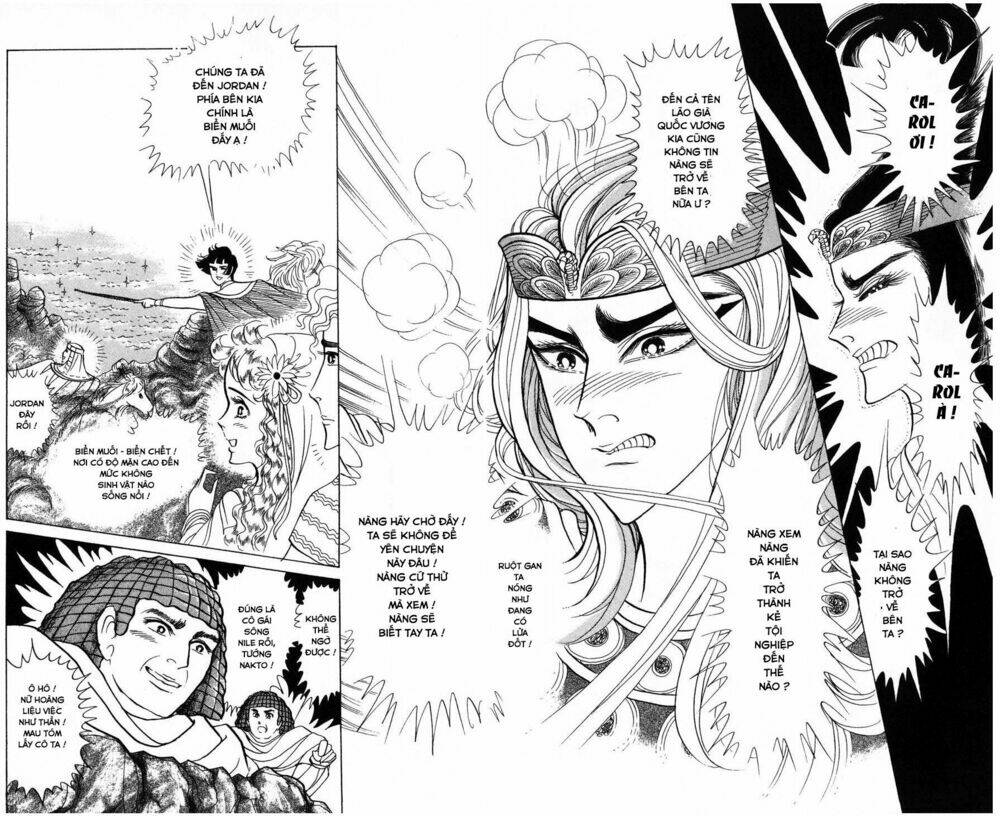 CA-
ROL
ƠI !
CA-
ROL
À !
TẠI SAO
NÀNG
KHÔNG
TRỞ
VỀ
BÊN
TA ?
ĐẾN CẢ TÊN
LÃO GIÀ
QUỐC VƯƠNG
KIA CŨNG
KHÔNG TIN
NÀNG SẼ
TRỞ VỀ
BÊN TA
NỮA Ư ?
NÀNG XEM
NÀNG
ĐÃ KHIẾN
TA
TRỞ
THÀNH
KẺ
TỘI
NGHIỆP
ĐẾN
THẾ
NÀO ?
RUỘT GAN
TA
NÓNG
NHƯ
ĐANG
CÓ
LỬA
ĐỐT !
NÀNG HÃY CHỜ ĐẤY !
TA SẼ KHÔNG ĐỂ
YÊN CHUYỆN
NÀY ĐÂU !
NÀNG CỨ THỬ
TRỞ VỀ
MÀ XEM !
NÀNG SẼ
BIẾT TAY TA !
CHÚNG TA ĐÃ
ĐẾN JORDAN !
PHÍA BÊN KIA
CHÍNH LÀ
BIỂN MUỐI
ĐẤY Ạ !
JORDAN
ĐÂY
RỒI !
BIỂN MUỐI - BIỂN CHẾT !
NƠI CÓ ĐỘ MẶN CAO ĐẾN
MỨC KHÔNG
SINH VẬT NÀO
SỐNG NỔI !
KHÔNG
THỂ
NGỜ
ĐƯỢC !
ĐÚNG LÀ
CÔ GÁI
SÔNG
NILE RỒI,
TƯỚNG
NAKTO !
Ô HÔ !
NỮ HOÀNG
LIỆU VIỆC
NHƯ THẦN !
MAU TÓM
LẤY CÔ TA !